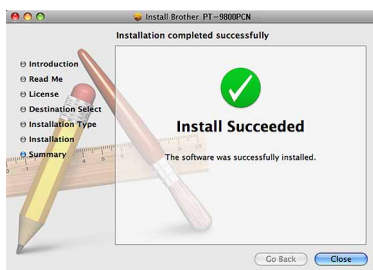 Install Brother PT-9800PCN
Installation completed successfully
Introduction
Read Me
License
Destination Select
Installation Type
Installation
Summary
Install Succeeded
The software was successfully installed.
Go Back
Close